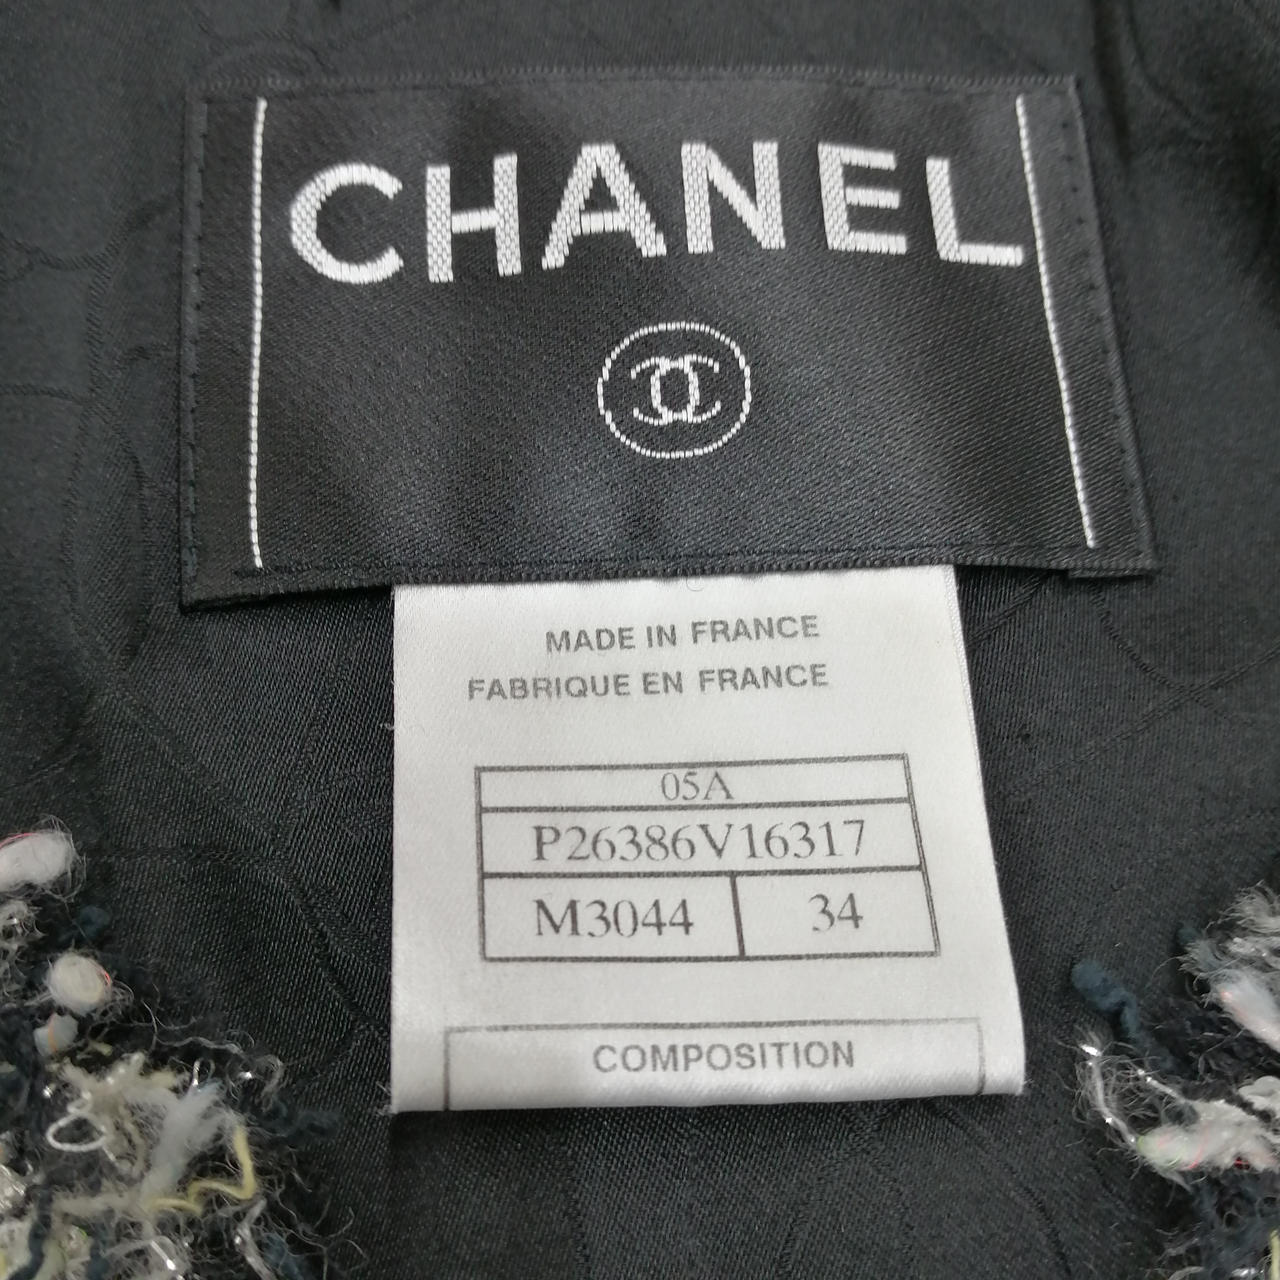 CHANEL
MADE IN FRANCE
FABRIQUE EN FRANCE
05A
P26386V16317
M3044 34
COMPOSITION